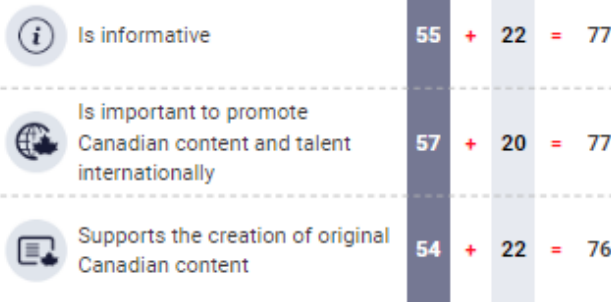 Is informative 55 + 22 = 77
Is important to promote
Canadian content and talent 57 + 20 = 77
internationally
Supports the creation of original
Canadian content 54 + 22 = 76